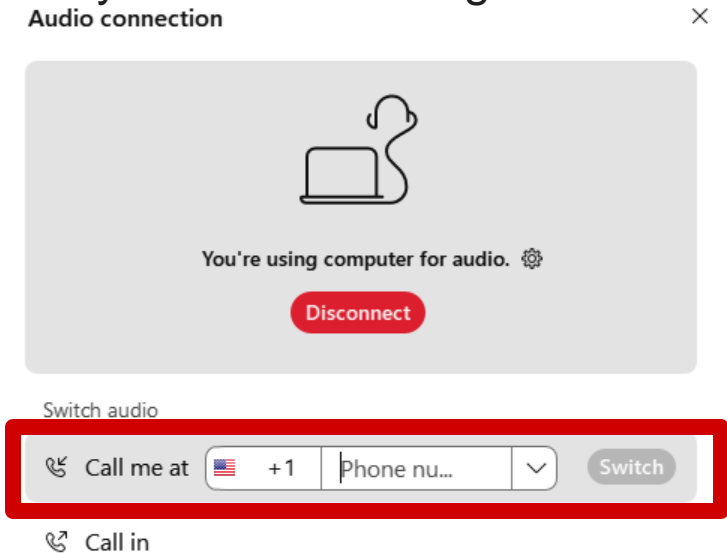 Audio connection
You're using computer for audio.
Disconnect
Switch audio
Call me at +1 Phone nu... Switch
Call in